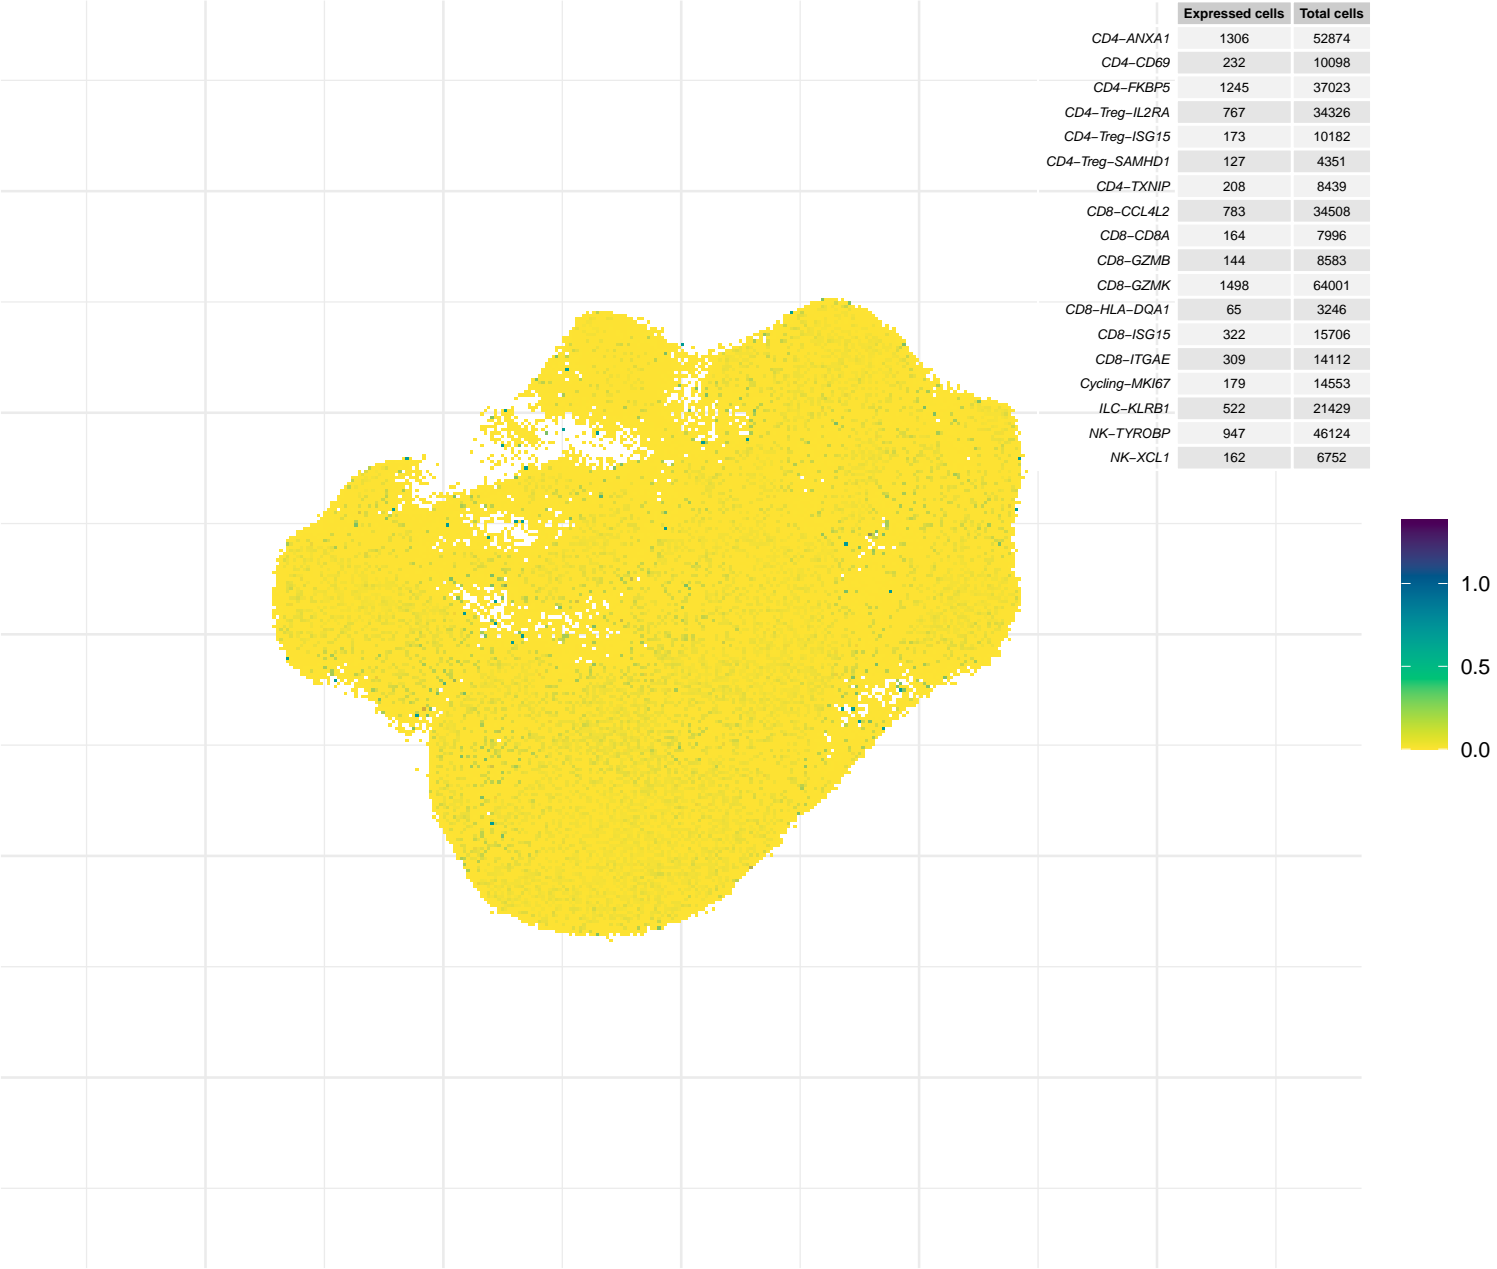 Expressed cells Total cells
CD4−ANXA1 1306 52874
CD4−CD69 232 10098
CD4−FKBP5 1245 37023
CD4−Treg−IL2RA 767 34326
CD4−Treg−ISG15 173 10182
CD4−Treg−SAMHD1 127 4351
CD4−TXNIP 208 8439
CD8−CCL4L2 783 34508
CD8−CD8A 164 7996
CD8−GZMB 144 8583
CD8−GZMK 1498 64001
CD8−HLA−DQA1 65 3246
CD8−ISG15 322 15706
CD8−ITGAE 309 14112
Cycling−MKI67 179 14553
ILC−KLRB1 522 21429
NK−TYROBP 947 46124
NK−XCL1 162 6752
1.0
0.5
0.0